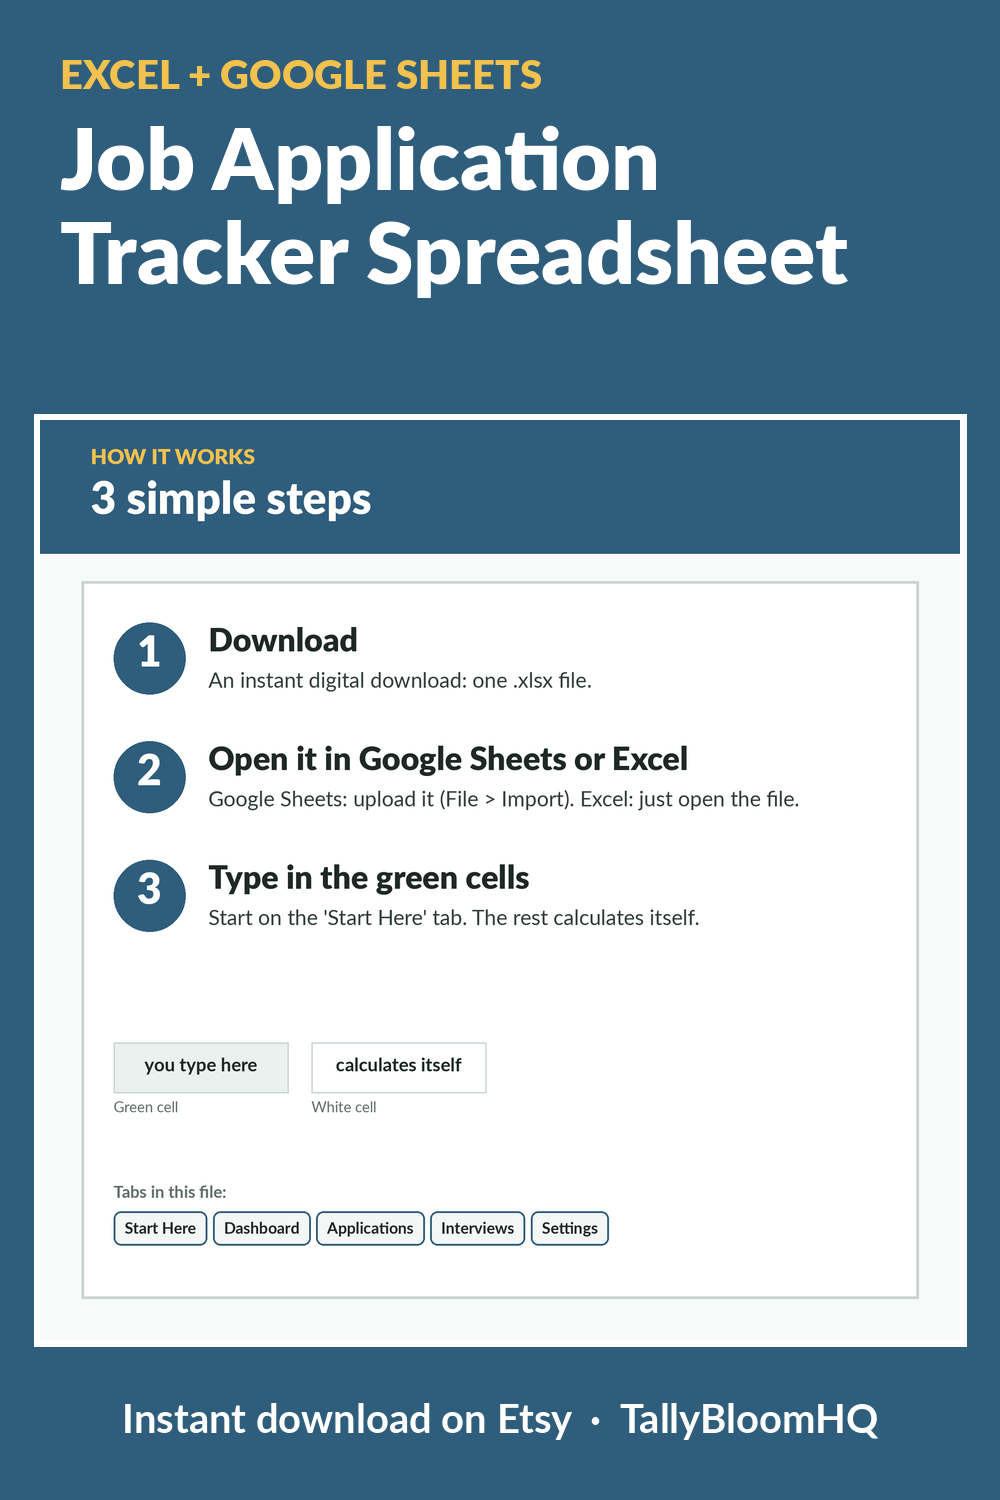 EXCEL + GOOGLE SHEETS
Job Application
Tracker Spreadsheet
HOW IT WORKS
3 simple steps
1
Download
An instant digital download: one .xlsx file.
2
Open it in Google Sheets or Excel
Google Sheets: upload it (File > Import). Excel: just open the file.
3
Type in the green cells
Start on the 'Start Here' tab. The rest calculates itself.
you type here
calculates itself
Green cell
White cell
Tabs in this file:
Start Here
Dashboard
Applications
Interviews
Settings
Instant download on Etsy · TallyBloomHQ